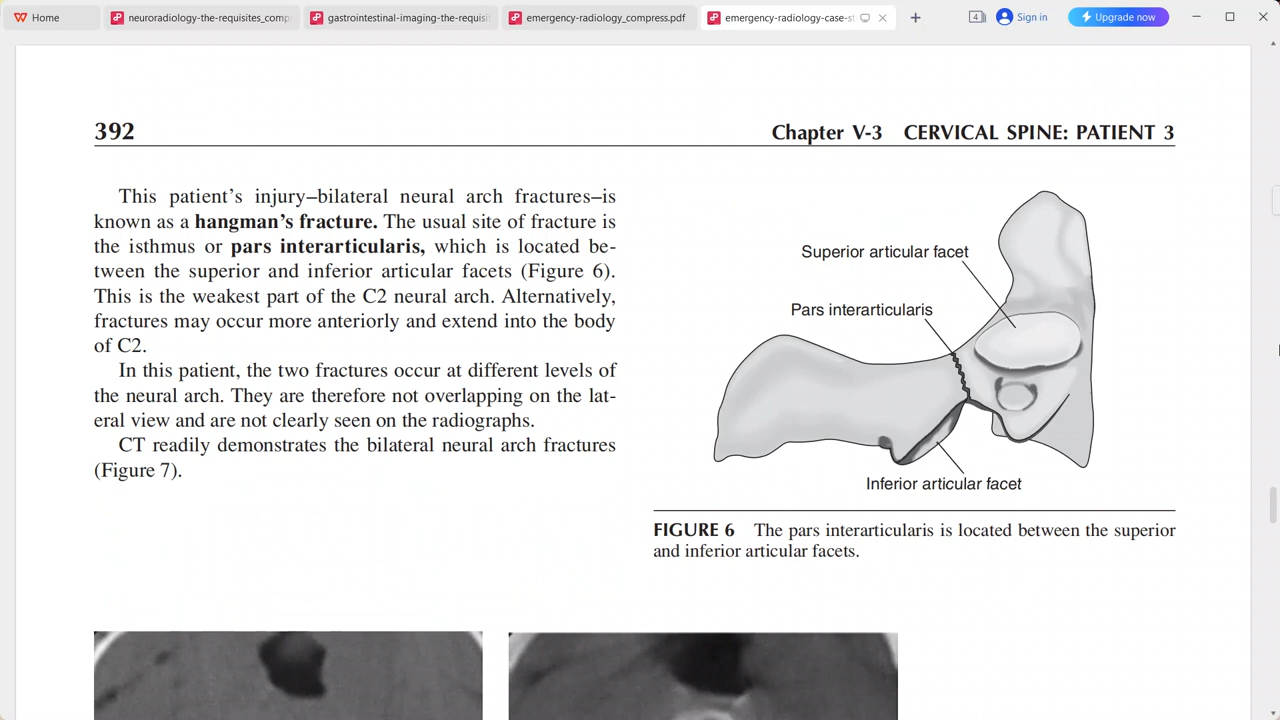 Home
neuroradiology-the-requisites_comp
gastrointestinal-imaging-the-requisit
emergency-radiology_compress.pdf
emergency-radiology-case-st
4
Sign in
Upgrade now
392
Chapter V-3 CERVICAL SPINE: PATIENT 3
This patient’s injury–bilateral neural arch fractures–is
known as a hangman’s fracture. The usual site of fracture is
the isthmus or pars interarticularis, which is located be-
tween the superior and inferior articular facets (Figure 6).
This is the weakest part of the C2 neural arch. Alternatively,
fractures may occur more anteriorly and extend into the body
of C2.
In this patient, the two fractures occur at different levels of
the neural arch. They are therefore not overlapping on the lat-
eral view and are not clearly seen on the radiographs.
CT readily demonstrates the bilateral neural arch fractures
(Figure 7).
Superior articular facet
Pars interarticularis
Inferior articular facet
FIGURE 6 The pars interarticularis is located between the superior
and inferior articular facets.